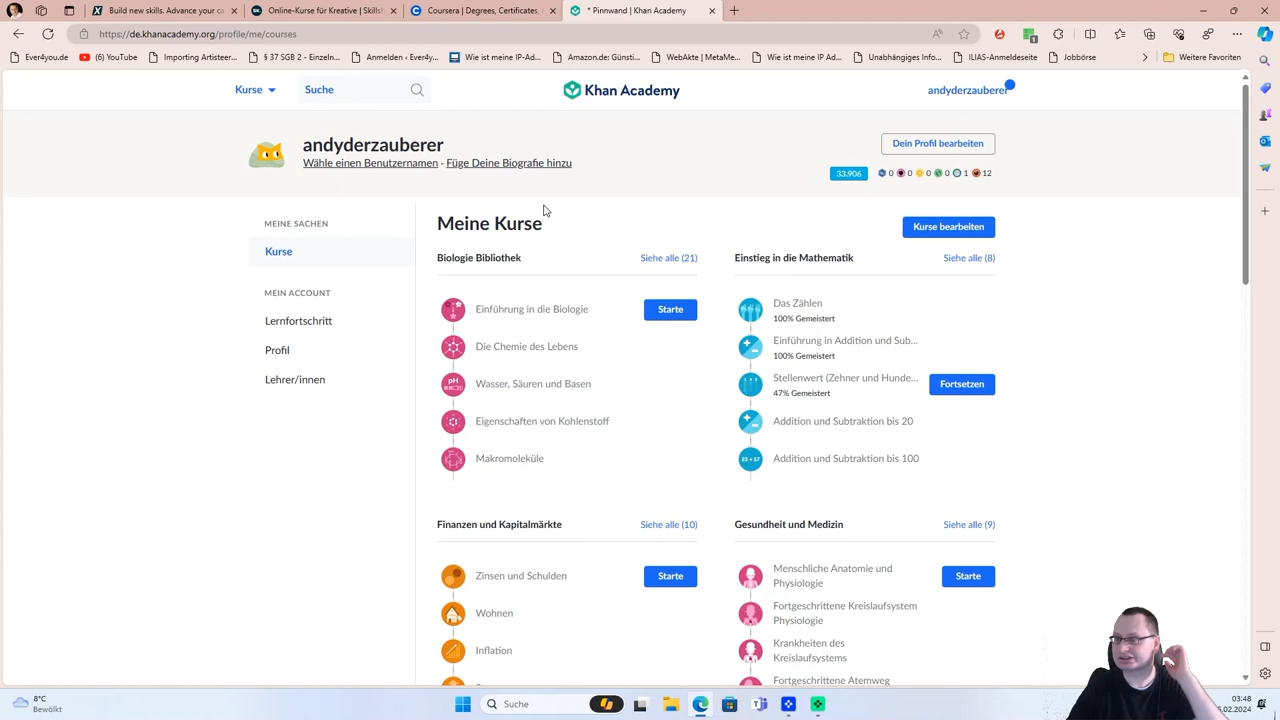 Build new skills. Advance your ca
Online-Kurse für Kreative | Skills
Coursera | Degrees, Certificates,
* Pinnwand | Khan Academy
https://de.khanacademy.org/profile/me/courses
Ever4you.de
(6) YouTube
Importing Artisteer...
§ 37 SGB 2 - Einzeln...
Anmelden ‹ Ever4y...
Wie ist meine IP-Ad...
Amazon.de: Günsti...
WebAkte | MetaMe...
Wie ist meine IP-Ad...
Unabhängiges Info...
ILIAS-Anmeldeseite
Jobbörse
Weitere Favoriten
Kurse
Suche
Khan Academy
andyderzauberer
andyderzauberer
Wähle einen Benutzernamen - Füge Deine Biografie hinzu
Dein Profil bearbeiten
33.906
0 0 0 0 1 12
MEINE SACHEN
Kurse
MEIN ACCOUNT
Lernfortschritt
Profil
Lehrer/innen
Meine Kurse
Kurse bearbeiten
Biologie Bibliothek
Siehe alle (21)
Einführung in die Biologie
Starte
Die Chemie des Lebens
pH
Wasser, Säuren und Basen
Eigenschaften von Kohlenstoff
Makromoleküle
Einstieg in die Mathematik
Siehe alle (8)
Das Zählen
100% Gemeistert
Einführung in Addition und Sub...
100% Gemeistert
Stellenwert (Zehner und Hunde...
47% Gemeistert
Fortsetzen
Addition und Subtraktion bis 20
23 + 17
Addition und Subtraktion bis 100
Finanzen und Kapitalmärkte
Siehe alle (10)
Zinsen und Schulden
Starte
Wohnen
Inflation
Gesundheit und Medizin
Siehe alle (9)
Menschliche Anatomie und
Physiologie
Starte
Fortgeschrittene Kreislaufsystem
Physiologie
Krankheiten des
Kreislaufsystems
Fortgeschrittene Atemweg
8°C
Bewölkt
Suche
03:48
.02.2024